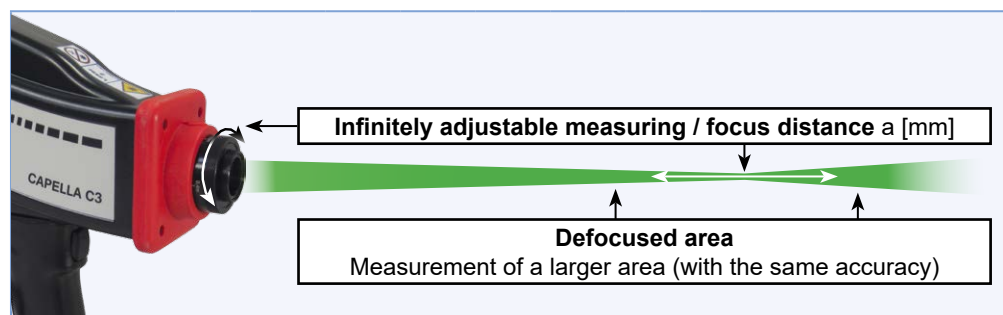 Infinitely adjustable measuring / focus distance a [mm]
CAPELLA C3
Defocused area
Measurement of a larger area (with the same accuracy)